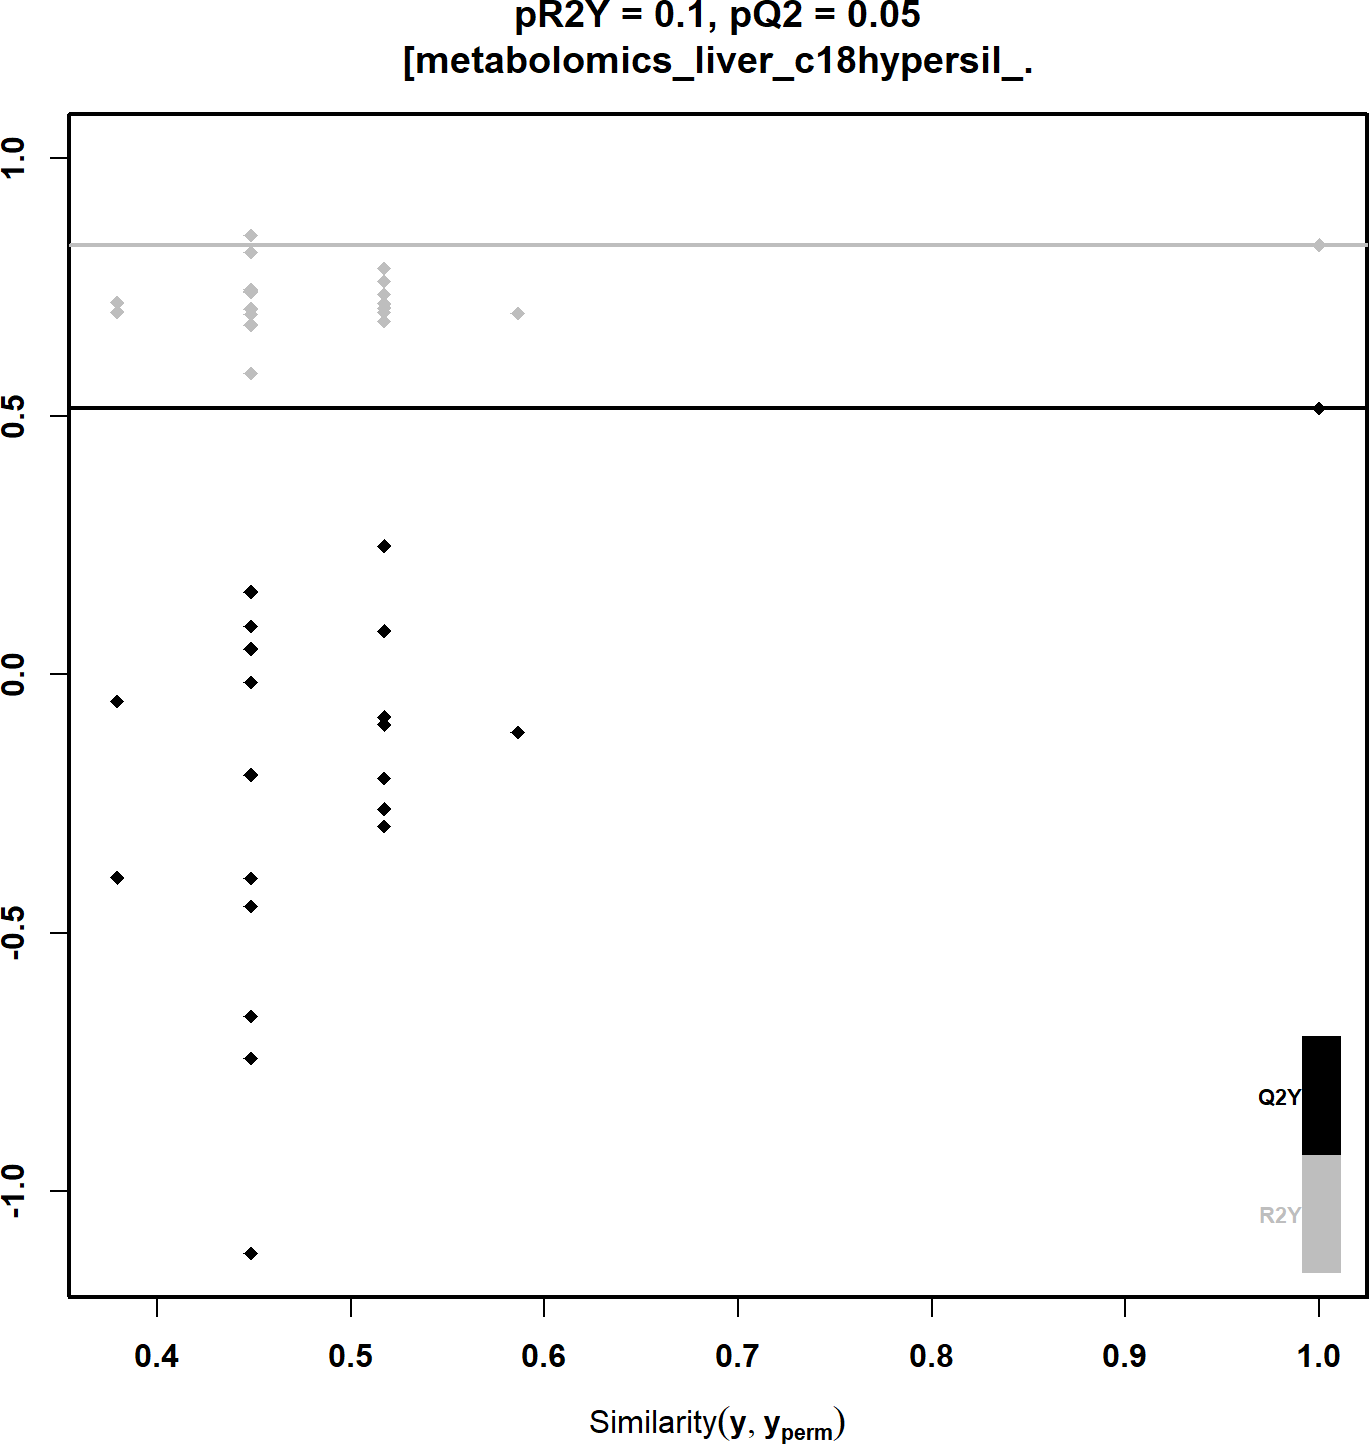 pR2Y = 0.1, pQ2 = 0.05
[metabolomics_liver_c18hypersil_.
1.0
0.5
0.0
-0.5
-1.0
Q2Y
R2Y
0.4 0.5 0.6 0.7 0.8 0.9 1.0
Similarity(y, yperm)